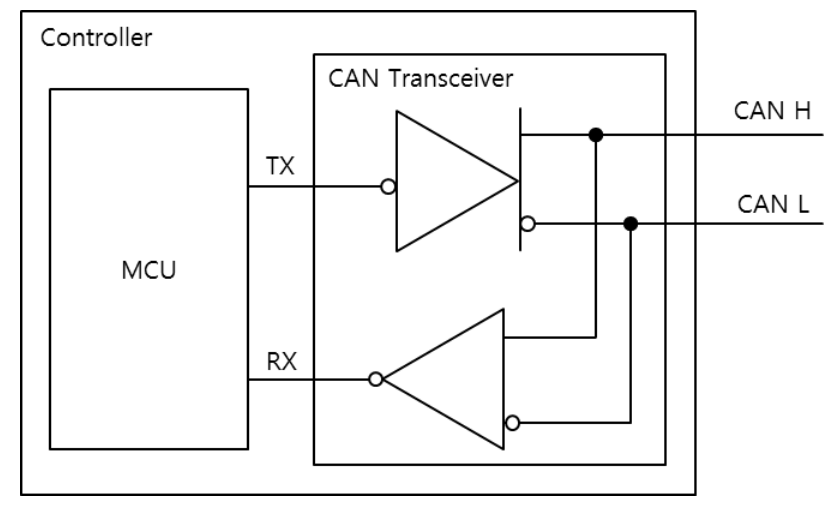 Controller
CAN Transceiver
CAN H
TX
CAN L
MCU
RX